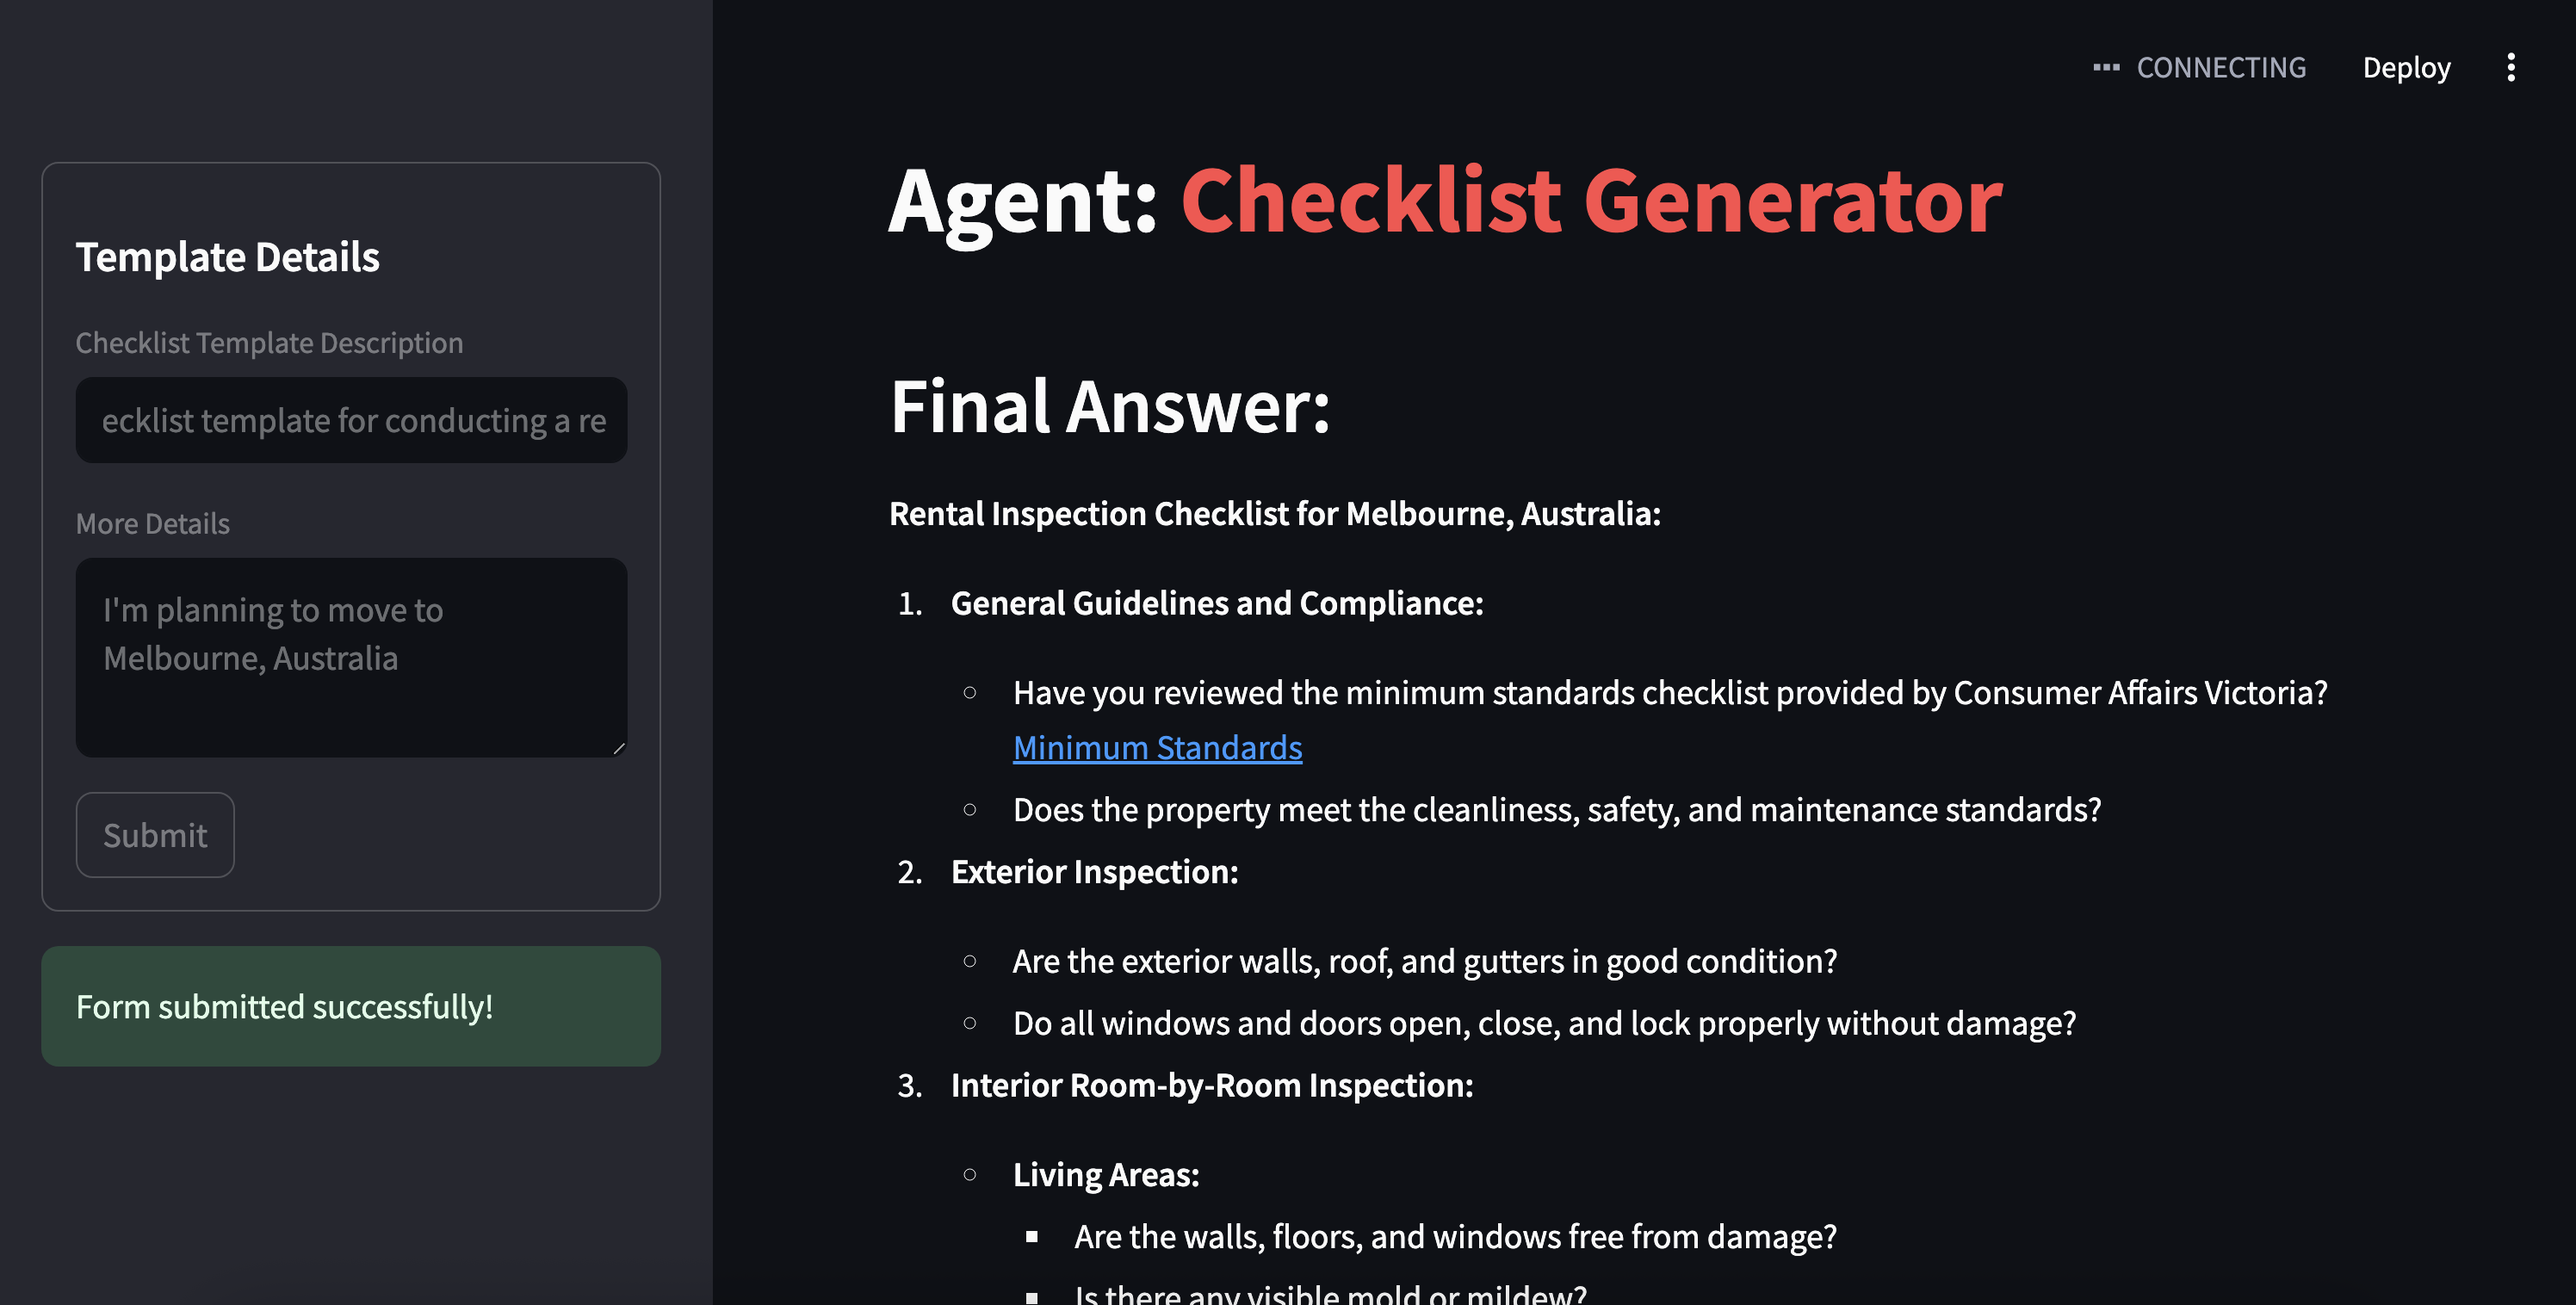 CONNECTING
Deploy
Template Details
Checklist Template Description
ecklist template for conducting a re
More Details
I'm planning to move to
Melbourne, Australia
Submit
Form submitted successfully!
Agent: Checklist Generator
Final Answer:
Rental Inspection Checklist for Melbourne, Australia:
1. General Guidelines and Compliance:
Have you reviewed the minimum standards checklist provided by Consumer Affairs Victoria?
Minimum Standards
Does the property meet the cleanliness, safety, and maintenance standards?
2. Exterior Inspection:
Are the exterior walls, roof, and gutters in good condition?
Do all windows and doors open, close, and lock properly without damage?
3. Interior Room-by-Room Inspection:
Living Areas:
Are the walls, floors, and windows free from damage?
Is there any visible mold or mildew?